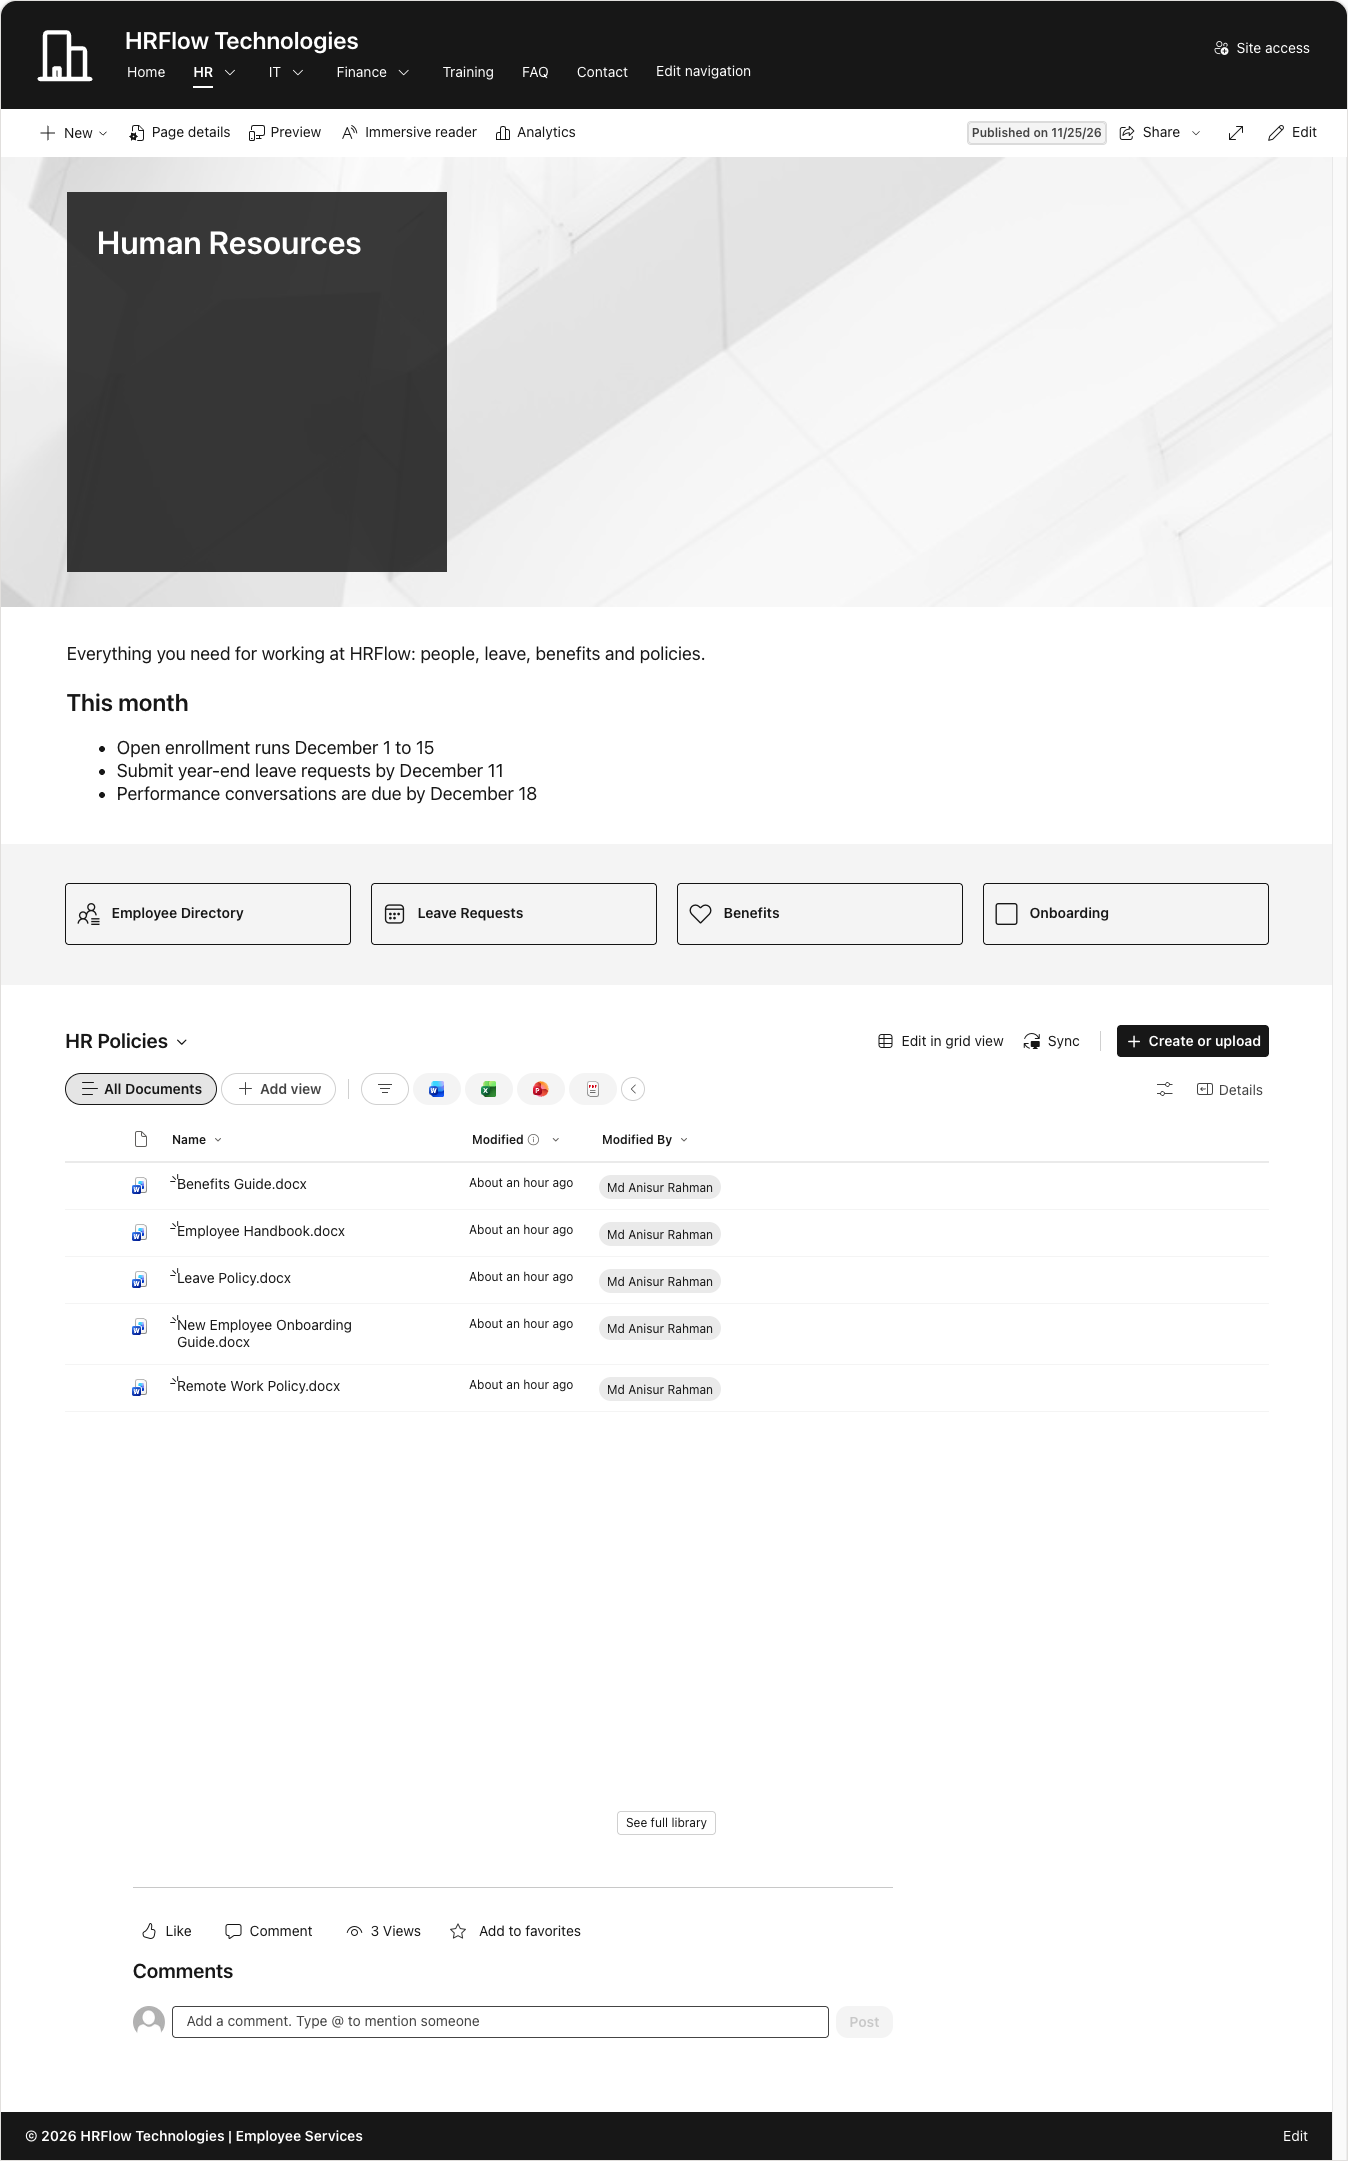 HRFlow Technologies
Home HR IT Finance Training FAQ Contact Edit navigation
Site access
New Page details Preview Immersive reader Analytics
Published on 11/25/26 Share Edit
Human Resources
Everything you need for working at HRFlow: people, leave, benefits and policies.
This month
• Open enrollment runs December 1 to 15
• Submit year-end leave requests by December 11
• Performance conversations are due by December 18
Employee Directory Leave Requests Benefits Onboarding
HR Policies
Edit in grid view Sync Create or upload
All Documents Add view
Details
Name Modified Modified By
Benefits Guide.docx About an hour ago Md Anisur Rahman
Employee Handbook.docx About an hour ago Md Anisur Rahman
Leave Policy.docx About an hour ago Md Anisur Rahman
New Employee Onboarding About an hour ago Md Anisur Rahman
Guide.docx
Remote Work Policy.docx About an hour ago Md Anisur Rahman
See full library
Like Comment 3 Views Add to favorites
Comments
Add a comment. Type @ to mention someone
Post
© 2026 HRFlow Technologies | Employee Services
Edit